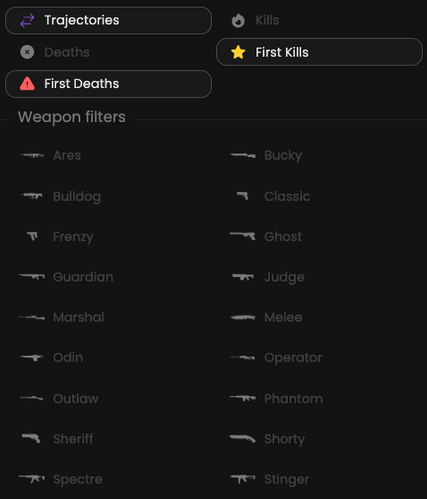 Trajectories
Kills
Deaths
First Kills
First Deaths
Weapon filters
Ares
Bucky
Bulldog
Classic
Frenzy
Ghost
Guardian
Judge
Marshal
Melee
Odin
Operator
Outlaw
Phantom
Sheriff
Shorty
Spectre
Stinger